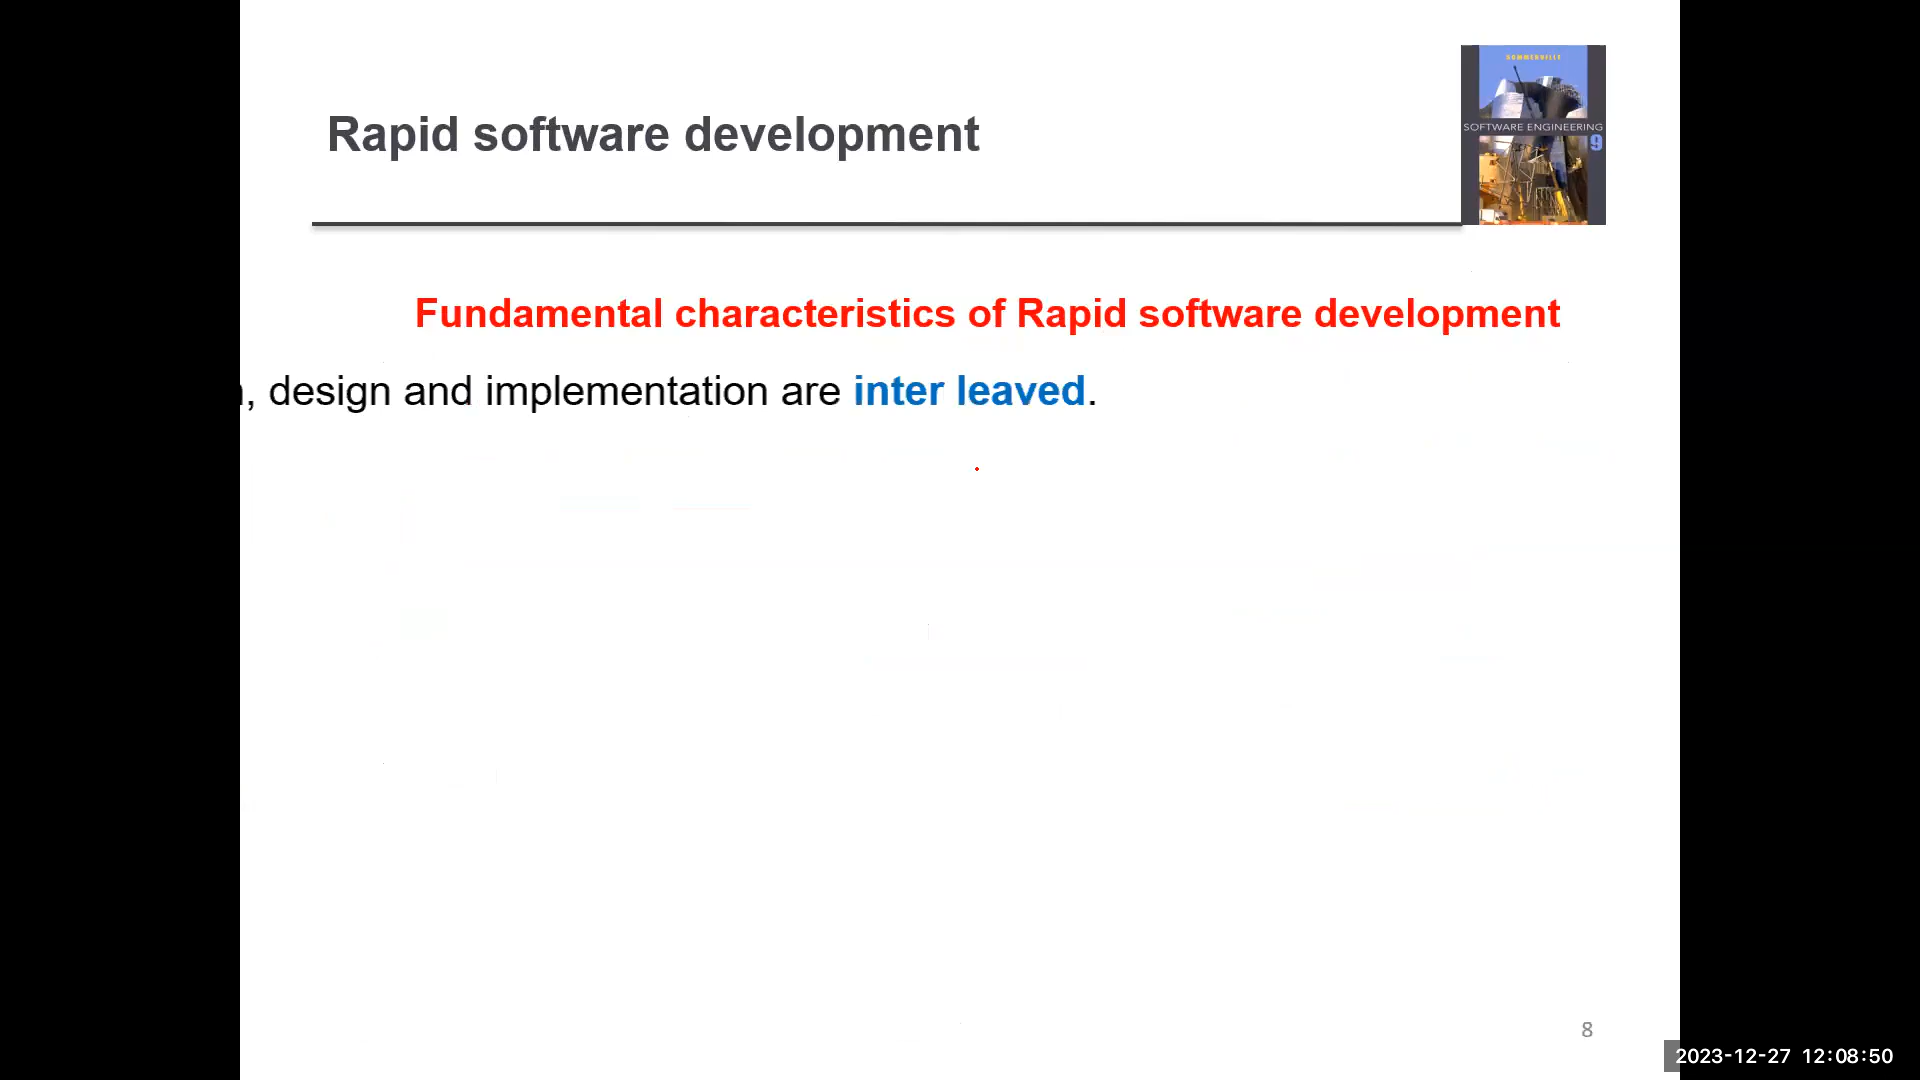 SOMMERVILLE
SOFTWARE ENGINEERING
9
Rapid software development
Fundamental characteristics of Rapid software development
, design and implementation are inter leaved.
8
2023-12-27 12:08:50